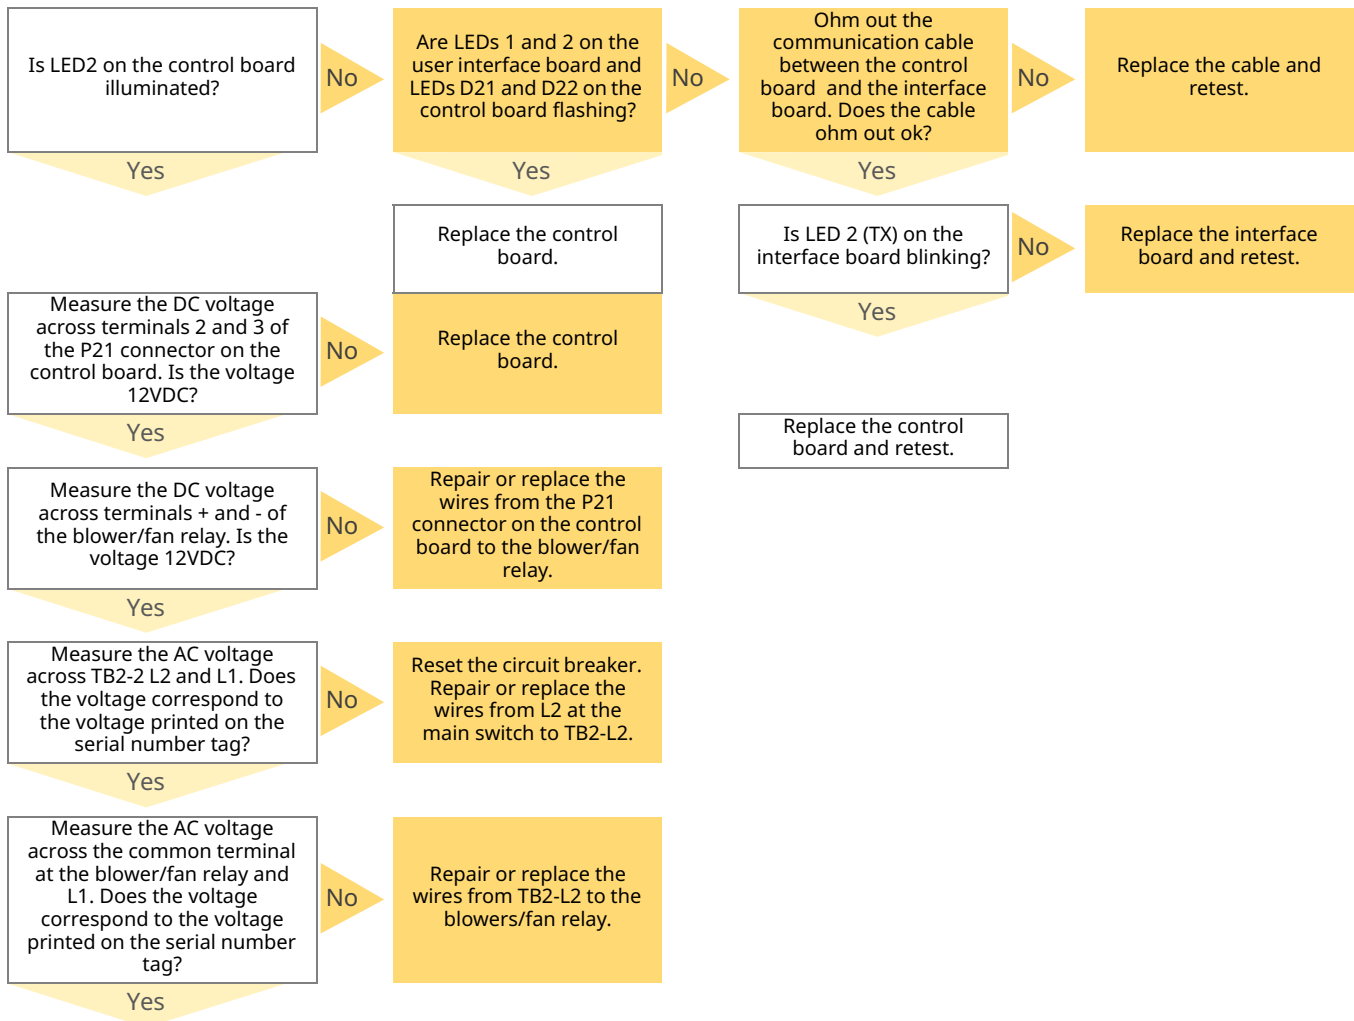 Is LED2 on the control board
illuminated?
No
Are LEDs 1 and 2 on the
user interface board and
LEDs D21 and D22 on the
control board flashing?
No
Ohm out the
communication cable
between the control
board  and the interface
board. Does the cable
ohm out ok?
No
Replace the cable and
retest.
Yes
Yes
Yes
Replace the control
board.
Is LED 2 (TX) on the
interface board blinking?
No
Replace the interface
board and retest.
Yes
Measure the DC voltage
across terminals 2 and 3 of
the P21 connector on the
control board. Is the voltage
12VDC?
No
Replace the control
board.
Yes
Replace the control
board and retest.
Measure the DC voltage
across terminals + and - of
the blower/fan relay. Is the
voltage 12VDC?
No
Repair or replace the
wires from the P21
connector on the control
board to the blower/fan
relay.
Yes
Measure the AC voltage
across TB2-2 L2 and L1. Does
the voltage correspond to
the voltage printed on the
serial number tag?
No
Reset the circuit breaker.
Repair or replace the
wires from L2 at the
main switch to TB2-L2.
Yes
Measure the AC voltage
across the common terminal
at the blower/fan relay and
L1. Does the voltage
correspond to the voltage
printed on the serial number
tag?
No
Repair or replace the
wires from TB2-L2 to the
blowers/fan relay.
Yes